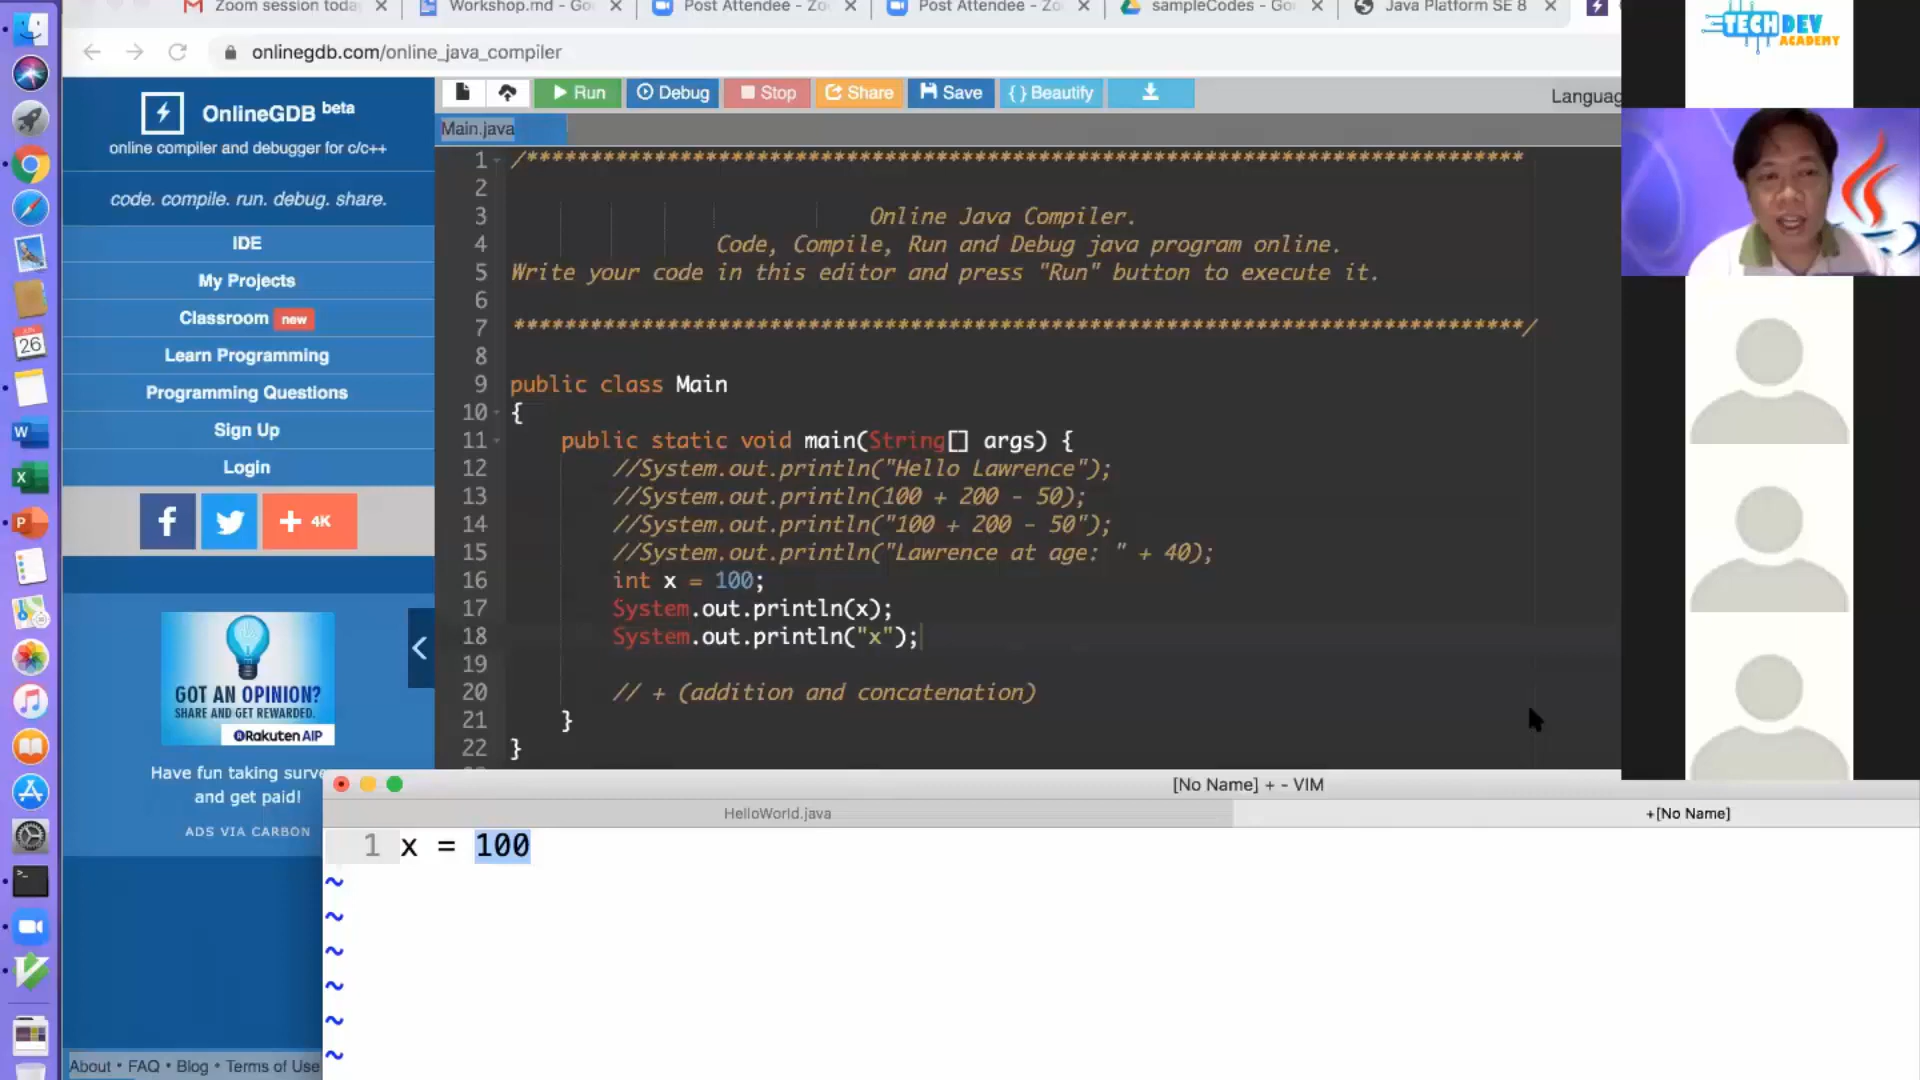 Zoom session toda
Workshop.md - Go
Post Attendee - Zo
Post Attendee - Zo
sampleCodes - Go
Java Platform SE 8
TECHDEV
ACADEMY
onlinegdb.com/online_java_compiler
OnlineGDB beta
online compiler and debugger for c/c++
code. compile. run. debug. share.
IDE
My Projects
Classroom new
Learn Programming
Programming Questions
Sign Up
Login
f
+ 4K
GOT AN OPINION?
SHARE AND GET REWARDED.
Rakuten AIP
Have fun taking surve
and get paid!
ADS VIA CARBON
About • FAQ • Blog • Terms of Use
Run
Debug
Stop
Share
Save
{ } Beautify
Languag
Main.java
1 /******************************************************************************
2
3 Online Java Compiler.
4 Code, Compile, Run and Debug java program online.
5 Write your code in this editor and press "Run" button to execute it.
6
7 *******************************************************************************/
8
9 public class Main
10 {
11 public static void main(String[] args) {
12 //System.out.println("Hello Lawrence");
13 //System.out.println(100 + 200 - 50);
14 //System.out.println("100 + 200 - 50");
15 //System.out.println("Lawrence at age: " + 40);
16 int x = 100;
17 System.out.println(x);
18 System.out.println("x");
19
20 // + (addition and concatenation)
21 }
22 }
[No Name] + - VIM
HelloWorld.java
+[No Name]
1 x = 100
~
~
~
~
~
~
26
W
X
P